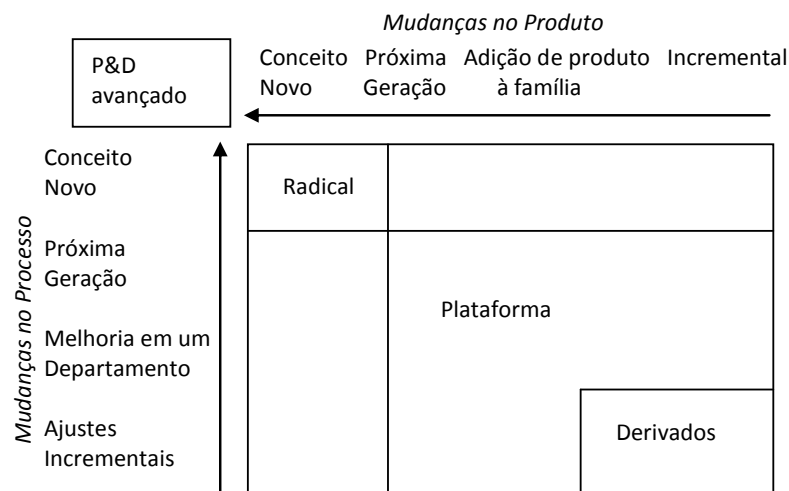 Mudanças no Produto
P&D
avançado
Conceito
Novo
Próxima
Geração
Adição de produto
à família
Incremental
Mudanças no Processo
Conceito
Novo
Próxima
Geração
Melhoria em um
Departamento
Ajustes
Incrementais
Radical
Plataforma
Derivados